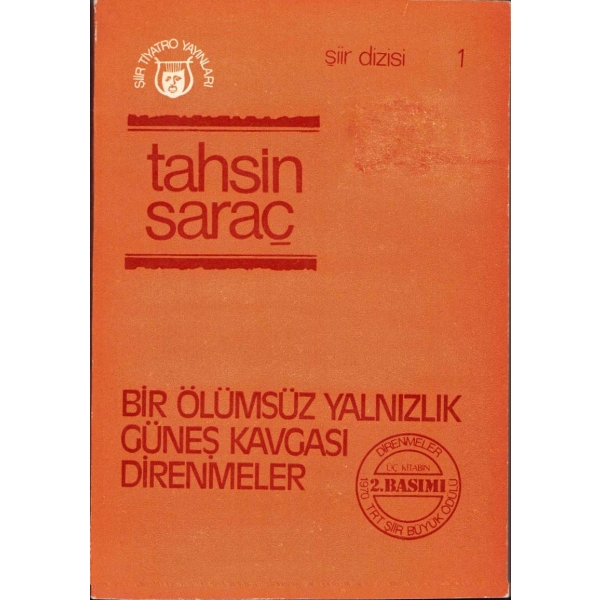 ŞİİR TİYATRO YAYINLARI
şiir dizisi 1
tahsin
saraç
BİR ÖLÜMSÜZ YALNIZLIK
GÜNEŞ KAVGASI
DİRENMELER
DİRENMELER
ÜÇ KİTABIN
2.BASIMI
1970 TRT ŞİİR BÜYÜK ÖDÜLÜ